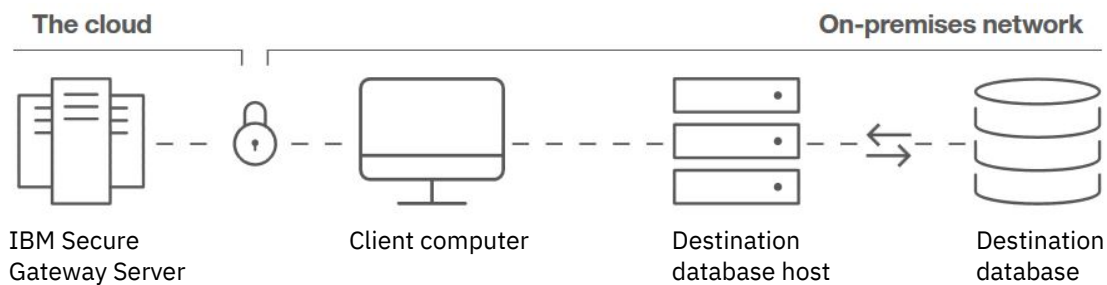 The cloud
On-premises network
IBM Secure
Gateway Server
Client computer
Destination
database host
Destination
database